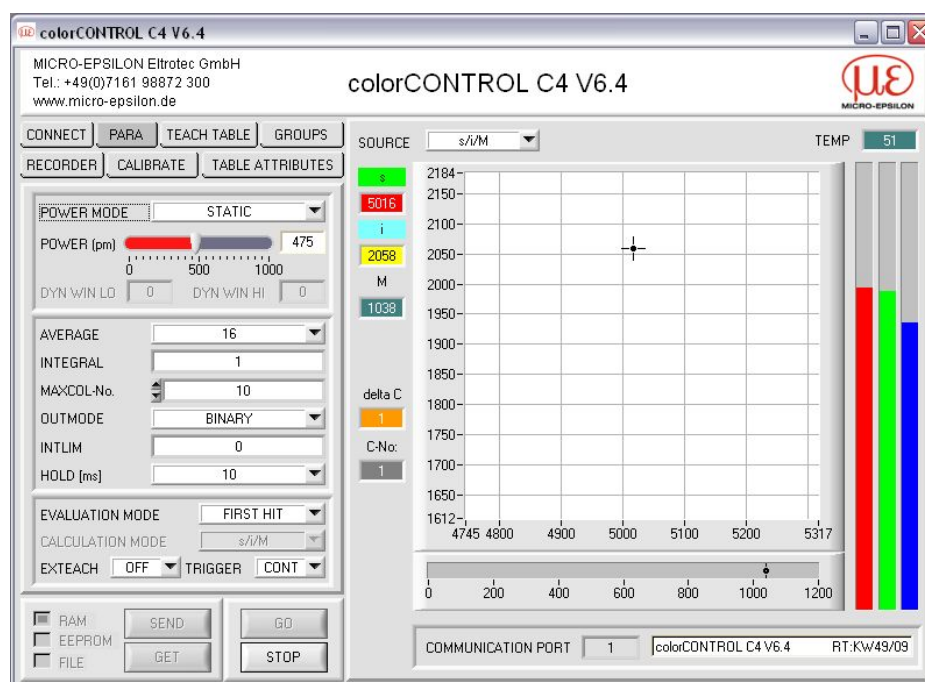 colorCONTROL C4 V6.4
MICRO-EPSILON Eltrotec GmbH
Tel.: +49(0)7161 98872 300
www.micro-epsilon.de
colorCONTROL C4 V6.4
με
MICRO-EPSILON
CONNECT PARA TEACH TABLE GROUPS
RECORDER CALIBRATE TABLE ATTRIBUTES
POWER MODE STATIC
POWER (pm) 475
0 500 1000
DYN WIN LO 0 DYN WIN HI 0
AVERAGE 16
INTEGRAL 1
MAXCOL-No. 10
OUTMODE BINARY
INTLIM 0
HOLD [ms] 10
EVALUATION MODE FIRST HIT
CALCULATION MODE s/i/M
EXTEACH OFF TRIGGER CONT
RAM
EEPROM
FILE
SEND
GET
GO
STOP
SOURCE s/i/M
TEMP 51
s
5016
i
2058
M
1038
delta C
1
C-No:
1
2184
2150
2100
2050
2000
1950
1900
1850
1800
1750
1700
1650
1612
4745 4800 4900 5000 5100 5200 5317
0 200 400 600 800 1000 1200
COMMUNICATION PORT 1 colorCONTROL C4 V6.4 RT:KW49/09